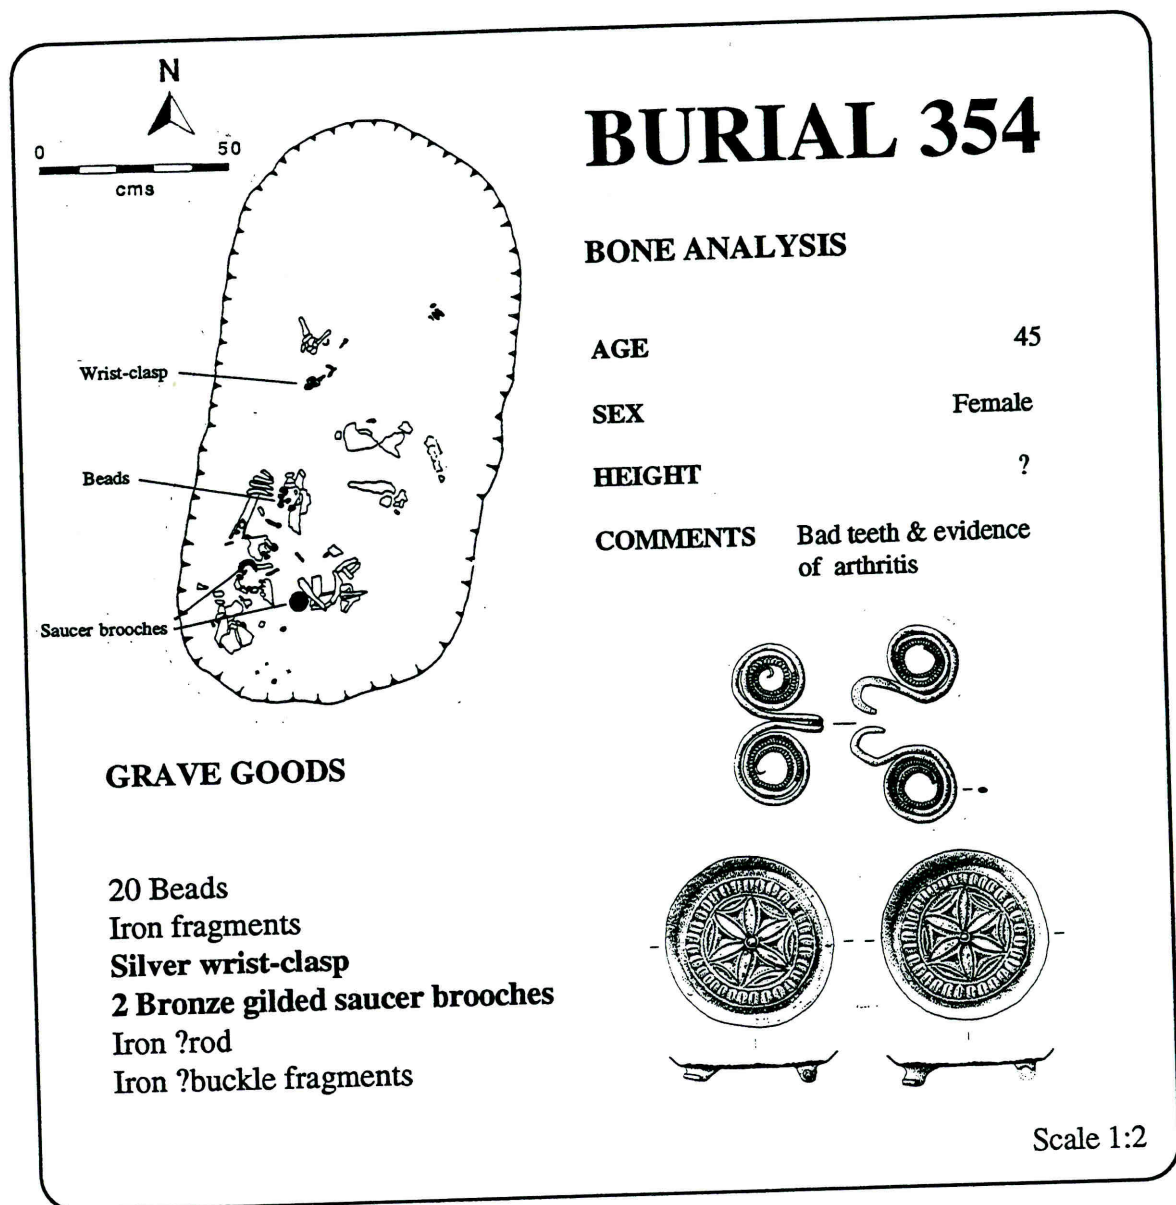 N
0 50
cms
BURIAL 354
BONE ANALYSIS
AGE 45
SEX Female
HEIGHT ?
COMMENTS Bad teeth & evidence
of arthritis
Wrist-clasp
Beads
Saucer brooches
GRAVE GOODS
20 Beads
Iron fragments
Silver wrist-clasp
2 Bronze gilded saucer brooches
Iron ?rod
Iron ?buckle fragments
Scale 1:2